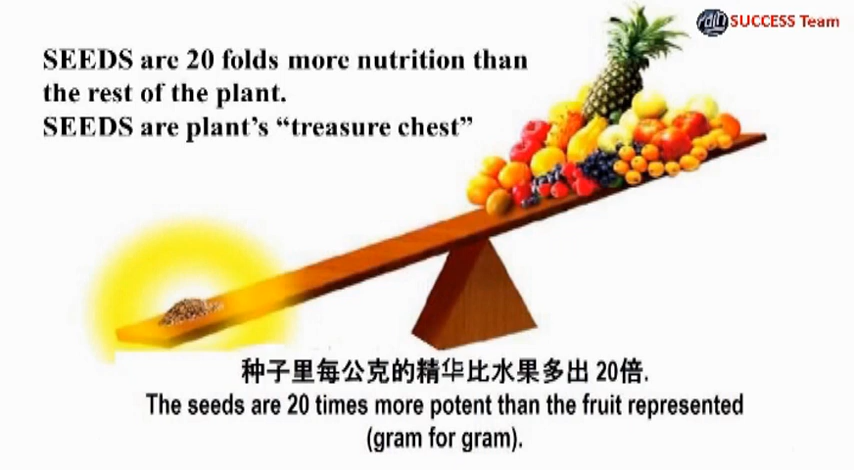 SUCCESS Team
SEEDS are 20 folds more nutrition than
the rest of the plant.
SEEDS are plant's “treasure chest”
种子里每公克的精华比水果多出 20倍.
The seeds are 20 times more potent than the fruit represented
(gram for gram).